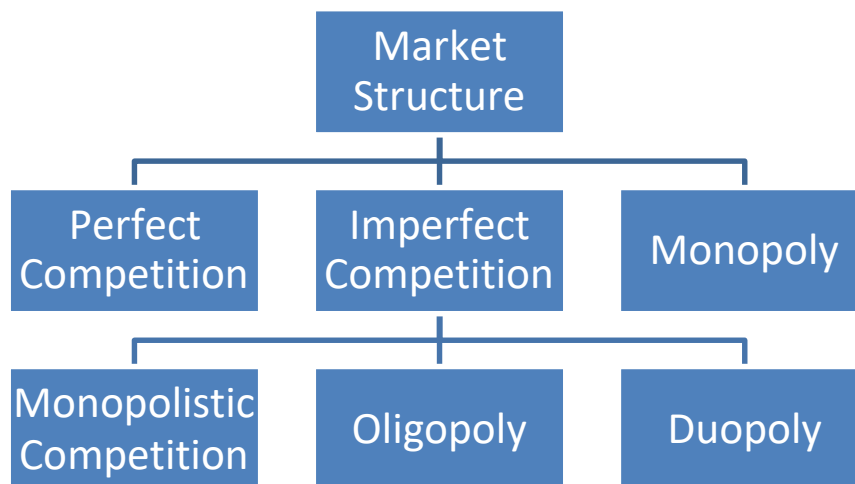 Market
Structure
Perfect
Competition
Imperfect
Competition
Monopoly
Monopolistic
Competition
Oligopoly
Duopoly